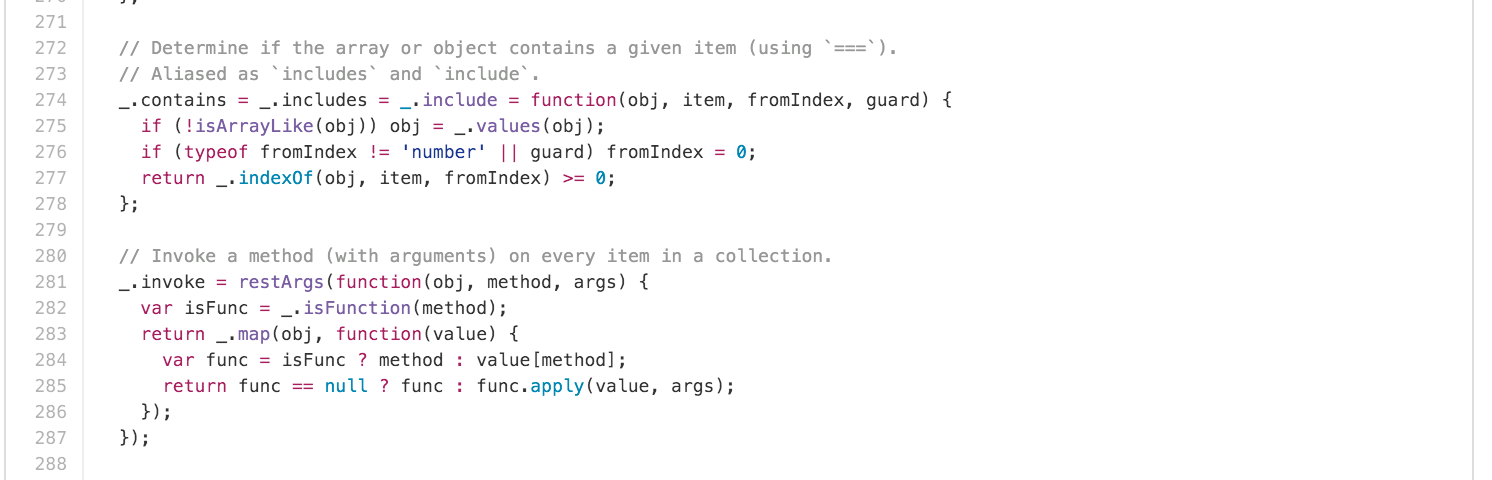 271
272 // Determine if the array or object contains a given item (using `===`).
273 // Aliased as `includes` and `include`.
274 _.contains = _.includes = _.include = function(obj, item, fromIndex, guard) {
275 if (!isArrayLike(obj)) obj = _.values(obj);
276 if (typeof fromIndex != 'number' || guard) fromIndex = 0;
277 return _.indexOf(obj, item, fromIndex) >= 0;
278 };
279
280 // Invoke a method (with arguments) on every item in a collection.
281 _.invoke = restArgs(function(obj, method, args) {
282 var isFunc = _.isFunction(method);
283 return _.map(obj, function(value) {
284 var func = isFunc ? method : value[method];
285 return func == null ? func : func.apply(value, args);
286 });
287 });
288